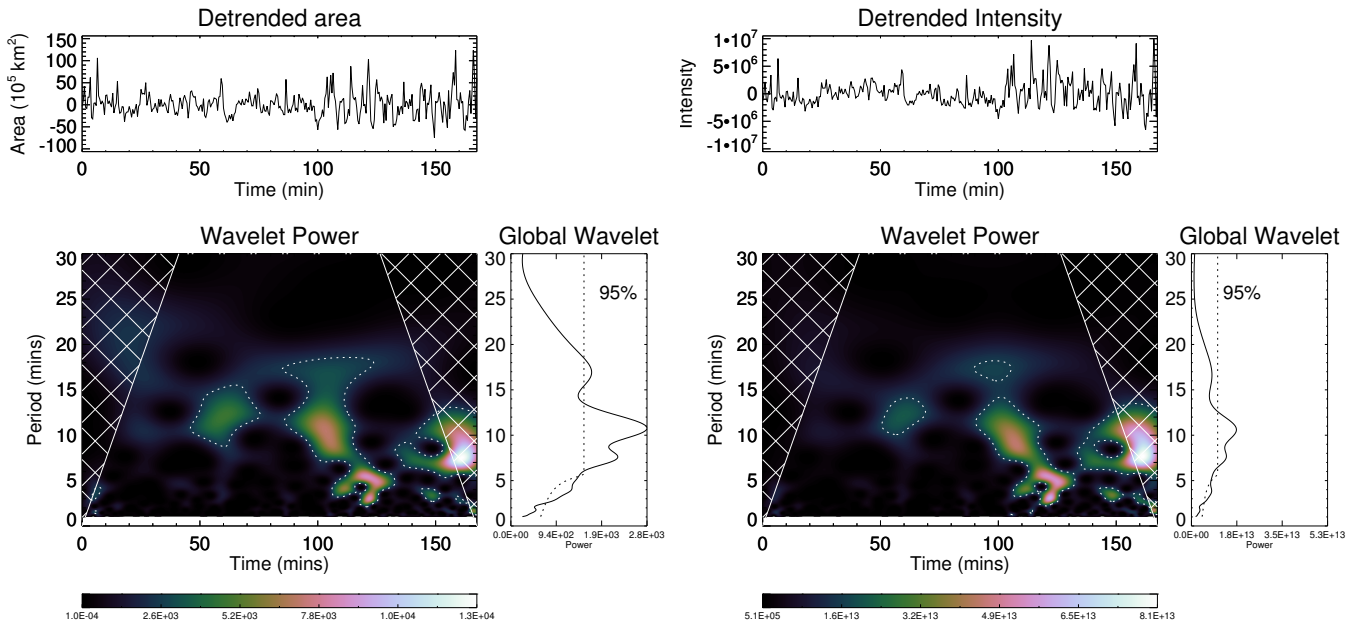 Detrended area
Area (10⁵ km²)
150
100
50
0
-50
-100
0 50 100 150
Time (min)
Detrended Intensity
Intensity
1•10⁷
5•10⁶
0
-5•10⁶
-1•10⁷
0 50 100 150
Time (min)
Wavelet Power
Period (mins)
30
25
20
15
10
5
0
0 50 100 150
Time (mins)
Global Wavelet
30
25
20
15
10
5
0
95%
0.0E+00 9.4E+02 1.9E+03 2.8E+03
Power
1.0E-04 2.6E+03 5.2E+03 7.8E+03 1.0E+04 1.3E+04
Wavelet Power
Period (mins)
30
25
20
15
10
5
0
0 50 100 150
Time (mins)
Global Wavelet
30
25
20
15
10
5
0
95%
0.0E+00 1.8E+13 3.5E+13 5.3E+13
Power
5.1E+05 1.6E+13 3.2E+13 4.9E+13 6.5E+13 8.1E+13